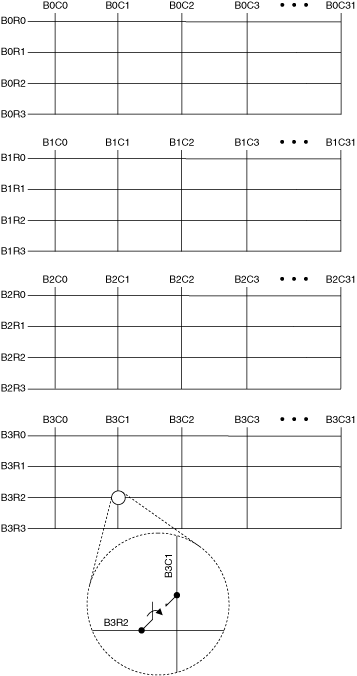 B0C0 B0C1 B0C2 B0C3 • • • B0C31
B0R0
B0R1
B0R2
B0R3
B1C0 B1C1 B1C2 B1C3 • • • B1C31
B1R0
B1R1
B1R2
B1R3
B2C0 B2C1 B2C2 B2C3 • • • B2C31
B2R0
B2R1
B2R2
B2R3
B3C0 B3C1 B3C2 B3C3 • • • B3C31
B3R0
B3R1
B3R2
B3R3
B3C1
B3R2